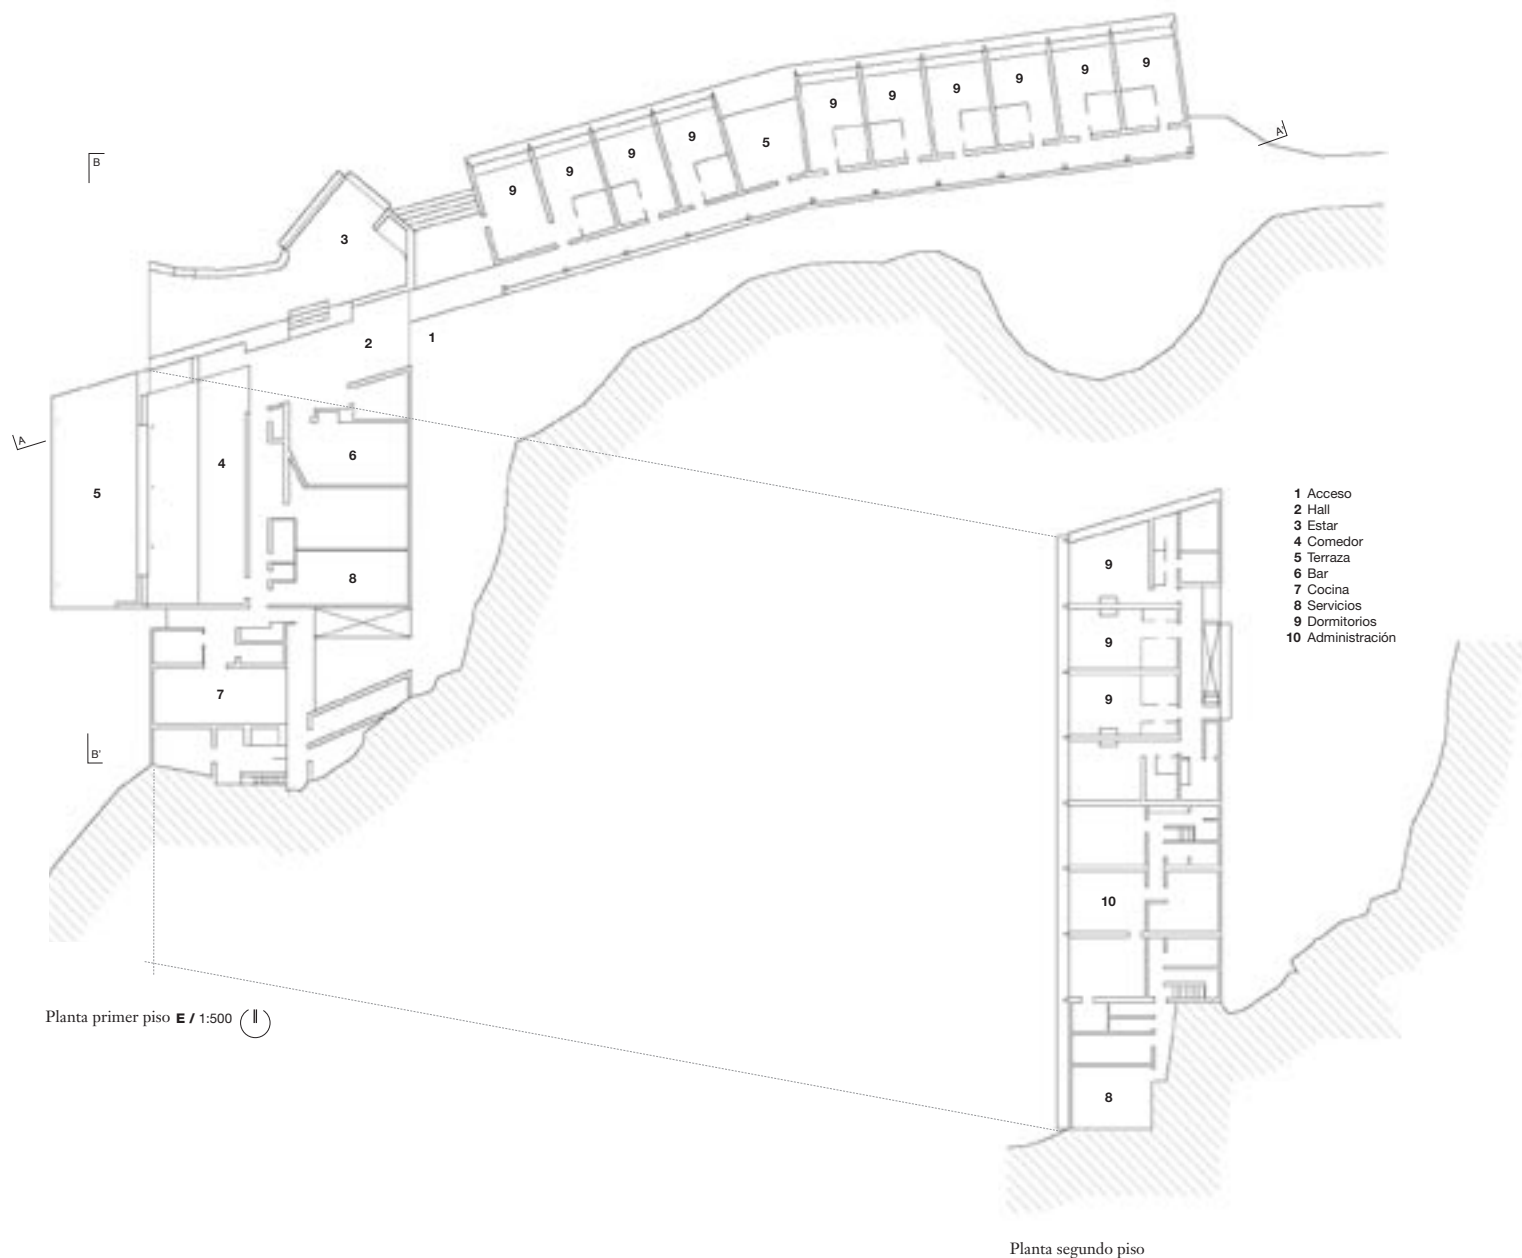 9
9
9
9
9
9
9
9
9
9
5
A'
B
3
1
2
A
4
6
5
8
7
B'
1 Acceso
2 Hall
3 Estar
4 Comedor
5 Terraza
6 Bar
7 Cocina
8 Servicios
9 Dormitorios
10 Administración
9
9
9
10
8
Planta primer piso E / 1:500
Planta segundo piso